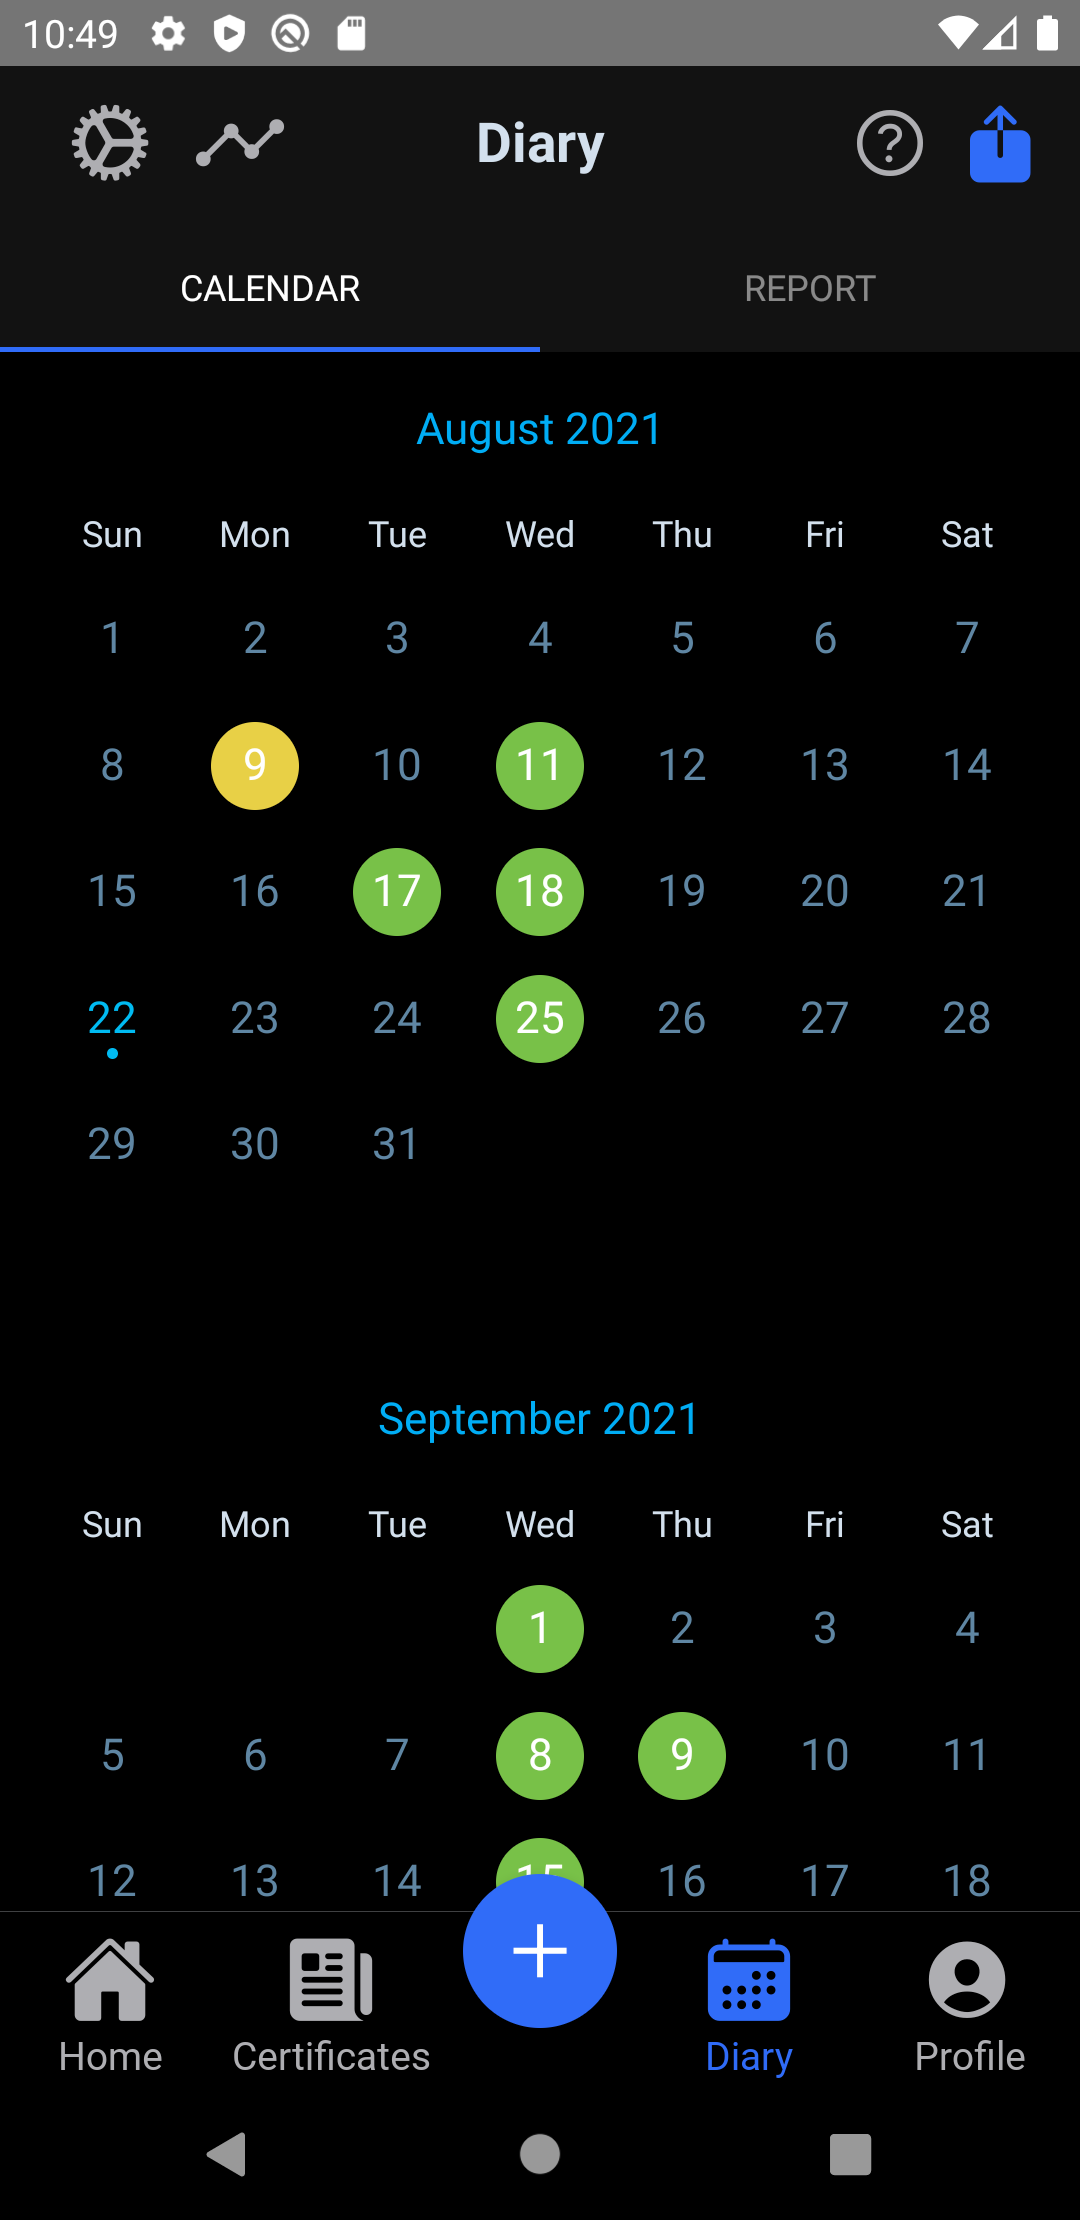 10:49
Diary
CALENDAR REPORT
August 2021
Sun Mon Tue Wed Thu Fri Sat
1 2 3 4 5 6 7
8 9 10 11 12 13 14
15 16 17 18 19 20 21
22 23 24 25 26 27 28
29 30 31
September 2021
Sun Mon Tue Wed Thu Fri Sat
1 2 3 4
5 6 7 8 9 10 11
12 13 14 15 16 17 18
Home Certificates Diary Profile